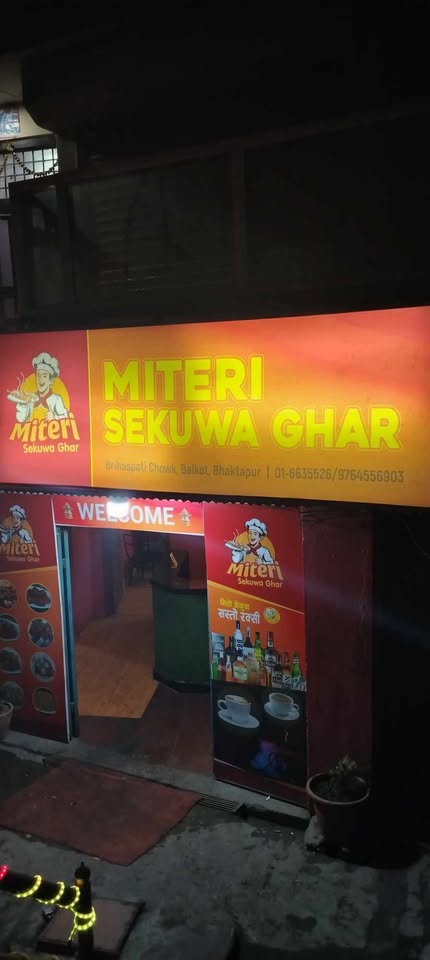 Miteri
Sekuwa Ghar
MITERI
SEKUWA GHAR
Brihaspati Chowk, Balkot, Bhaktapur | 01-6635526/9764556903
WELCOME
Miteri
Sekuwa Ghar
Miteri
Sekuwa Ghar
मिठो सेकुवा
सस्तो रक्सी